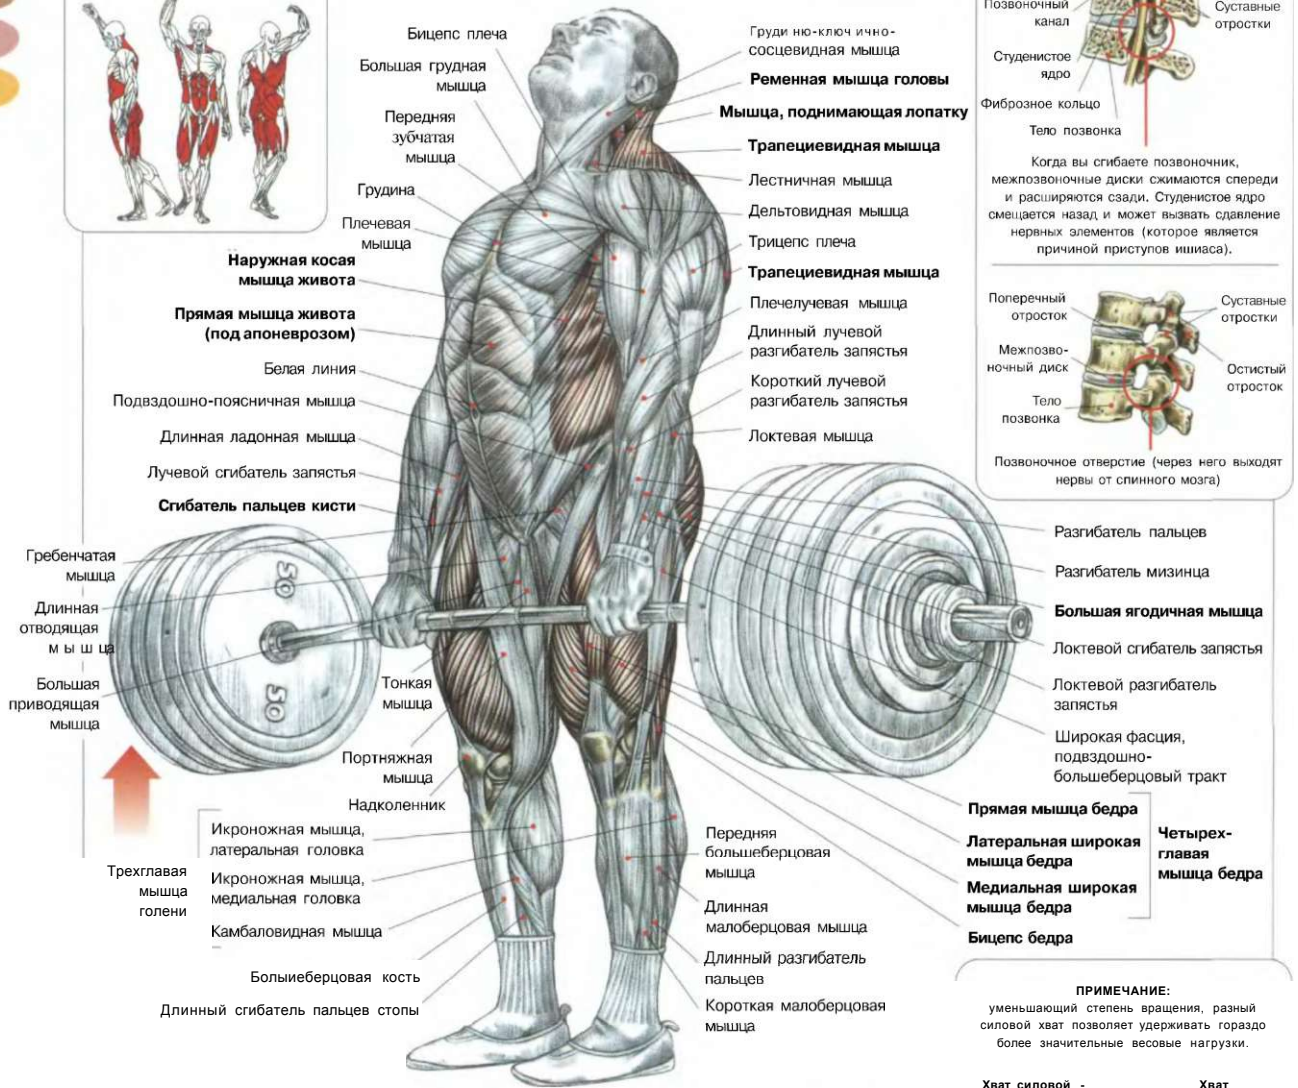 Бицепс плеча
Большая грудная
мышца
Передняя
зубчатая
мышца
Грудина
Плечевая
мышца
Наружная косая
мышца живота
Прямая мышца живота
(под апоневрозом)
Белая линия
Подвздошно-поясничная мышца
Длинная ладонная мышца
Лучевой сгибатель запястья
Сгибатель пальцев кисти
Гребенчатая
мышца
Длинная
отводящая
м ы ш ца
Большая
приводящая
мышца
50
50
Тонкая
мышца
Портняжная
мышца
Надколенник
Икроножная мышца,
латеральная головка
Икроножная мышца,
медиальная головка
Камбаловидная мышца
Трехглавая
мышца
голени
Болыиеберцовая кость
Длинный сгибатель пальцев стопы
Груди ню-ключ ично-
сосцевидная мышца
Ременная мышца головы
Мышца, поднимающая лопатку
Трапециевидная мышца
Лестничная мышца
Дельтовидная мышца
Трицепс плеча
Трапециевидная мышца
Плечелучевая мышца
Длинный лучевой
разгибатель запястья
Короткий лучевой
разгибатель запястья
Локтевая мышца
Разгибатель пальцев
Разгибатель мизинца
Большая ягодичная мышца
Локтевой сгибатель запястья
Локтевой разгибатель
запястья
Широкая фасция,
подвздошно-
большеберцовый тракт
Прямая мышца бедра
Латеральная широкая
мышца бедра
Медиальная широкая
мышца бедра
Четырех-
главая
мышца бедра
Бицепс бедра
Передняя
большеберцовая
мышца
Длинная
малоберцовая мышца
Длинный разгибатель
пальцев
Короткая малоберцовая
мышца
Позвоночный
канал
Суставные
отростки
Студенистое
ядро
Фиброзное кольцо
Тело позвонка
Когда вы сгибаете позвоночник,
межпозвоночные диски сжимаются спереди
и расширяются сзади. Студенистое ядро
смещается назад и может вызвать сдавление
нервных элементов (которое является
причиной приступов ишиаса).
Поперечный
отросток
Суставные
отростки
Межпозво-
ночный диск
Остистый
отросток
Тело
позвонка
Позвоночное отверстие (через него выходят
нервы от спинного мозга)
ПРИМЕЧАНИЕ:
уменьшающий степень вращения, разный
силовой хват позволяет удерживать гораздо
более значительные весовые нагрузки.
Хват силовой -
Хват